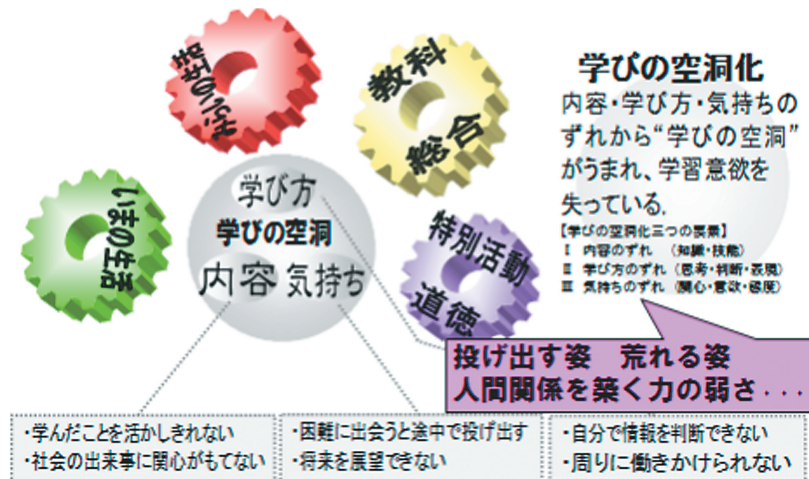 教科
総合
いまの生活
特別活動
道徳
学び方
学びの空洞
内容 気持ち
学びの空洞化
内容・学び方・気持ちの
ずれから“学びの空洞”
がうまれ、学習意欲を
失っている.
【学びの空洞化三つの要素】
Ⅰ 内容のずれ (知識・技能)
Ⅱ 学び方のずれ (思考・判断・表現)
Ⅲ 気持ちのずれ (関心・意欲・態度)
投げ出す姿 荒れる姿
人間関係を築く力の弱さ...
・学んだことを活かしきれない
・社会の出来事に関心がもてない
・困難に出会うと途中で投げ出す
・将来を展望できない
・自分で情報を判断できない
・周りに働きかけられない